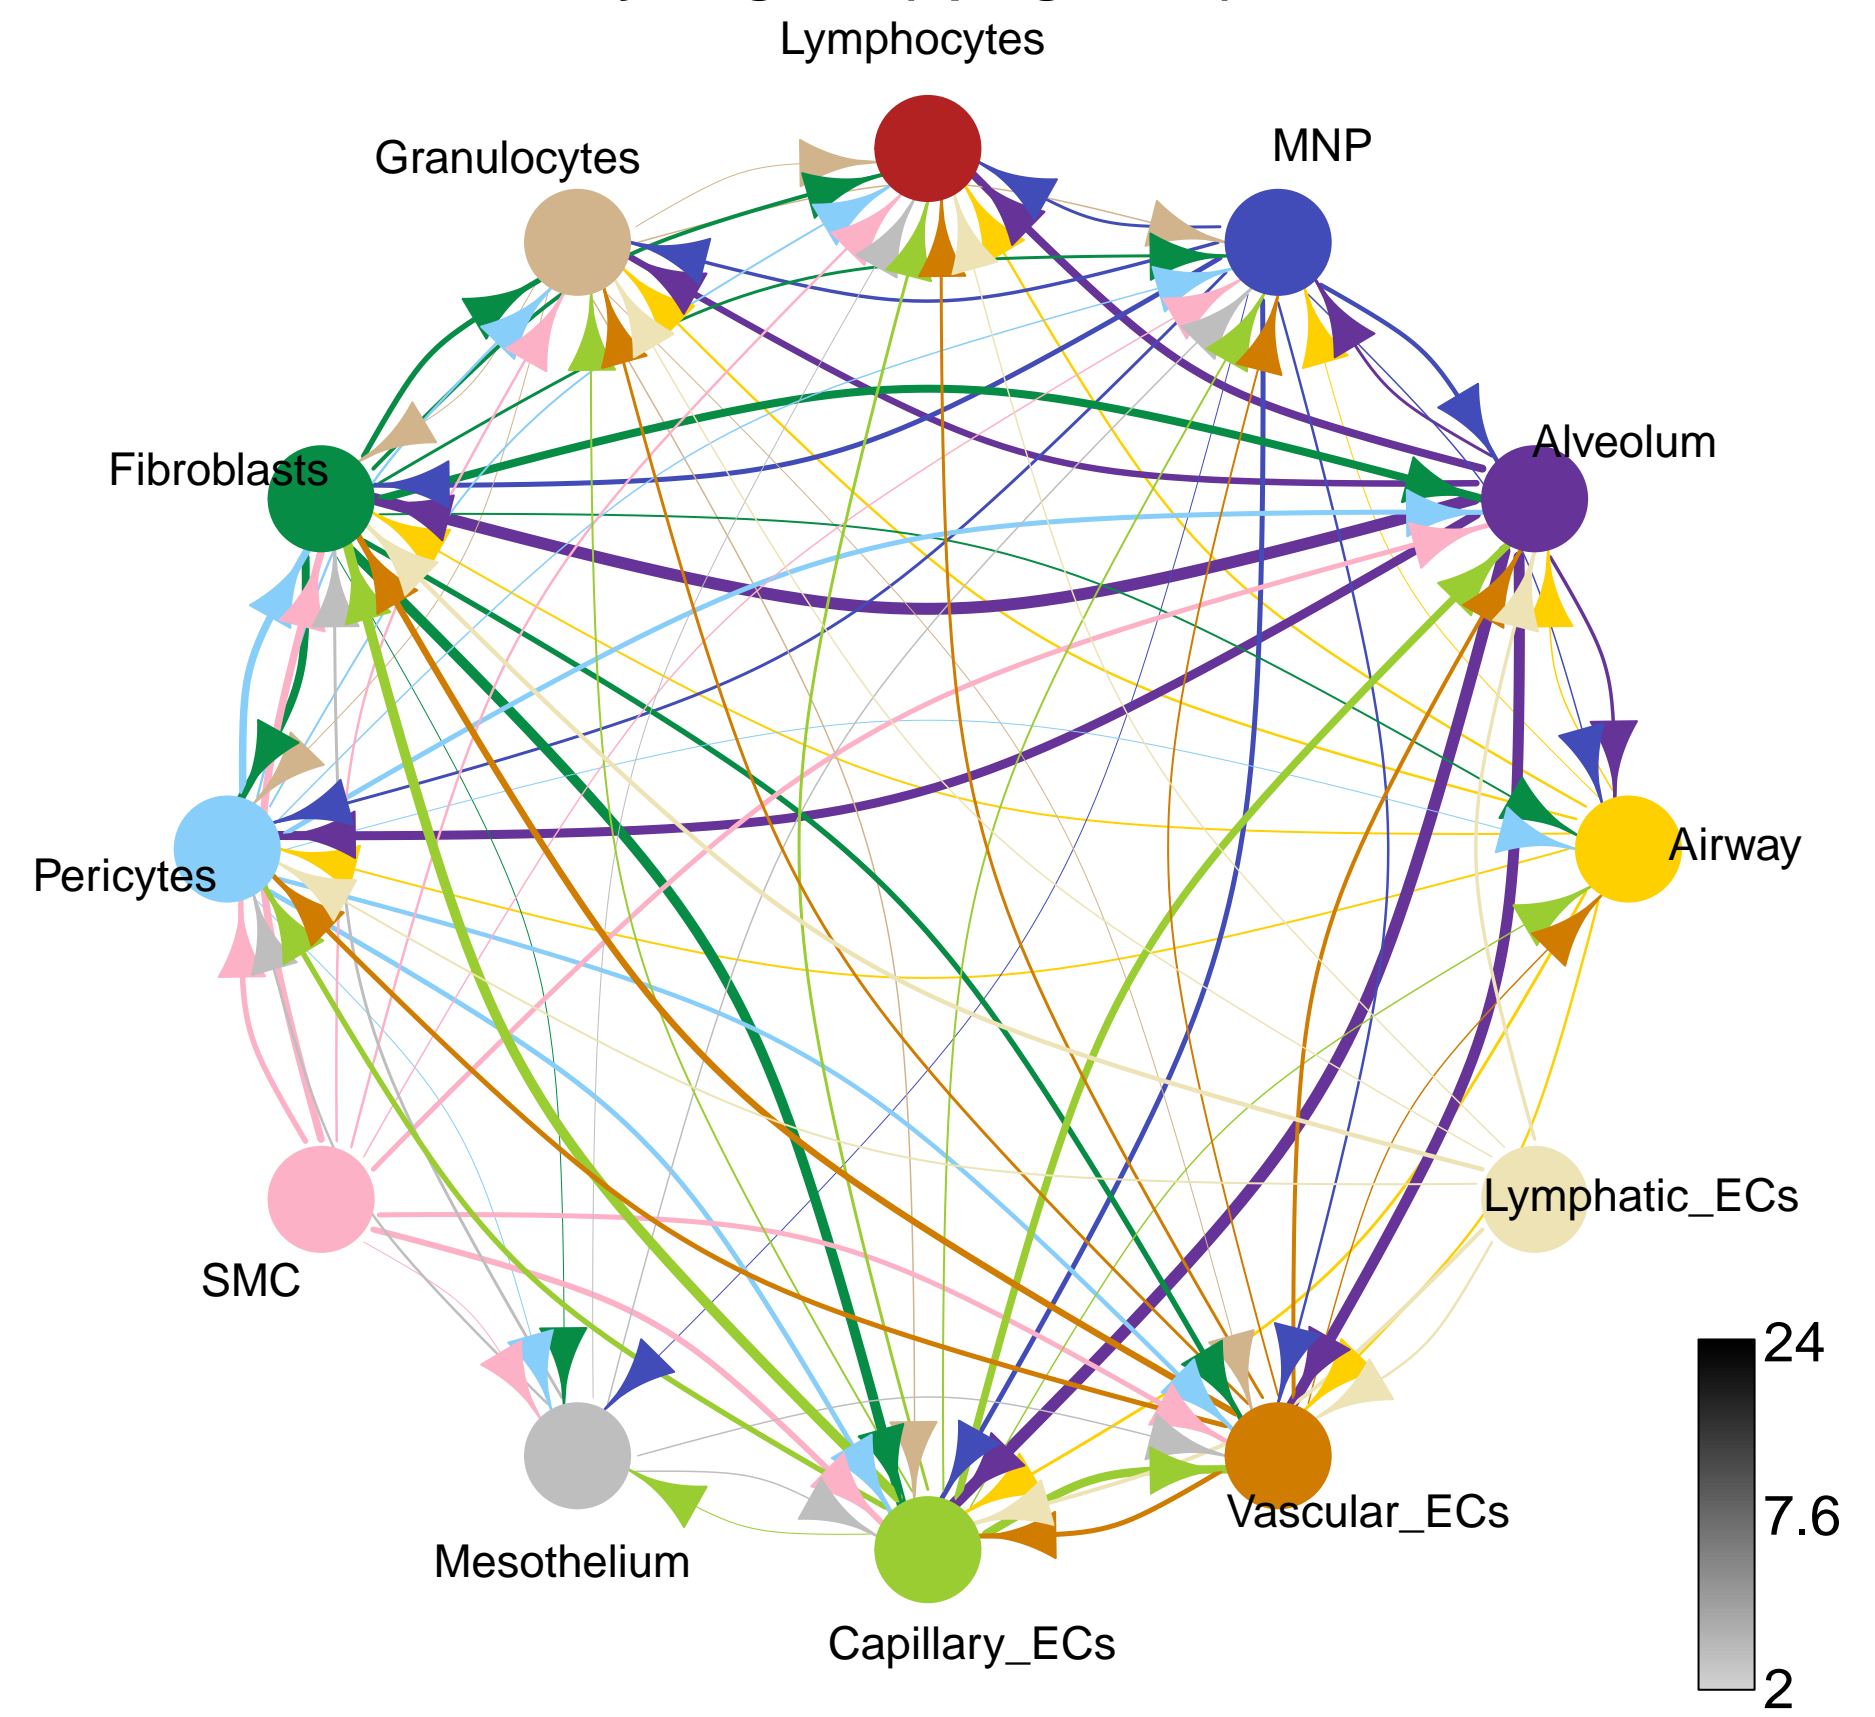 Lymphocytes
MNP
Granulocytes
Alveolum
Fibroblasts
Airway
Pericytes
Lymphatic_ECs
SMC
24
Vascular_ECs
7.6
Mesothelium
Capillary_ECs
2